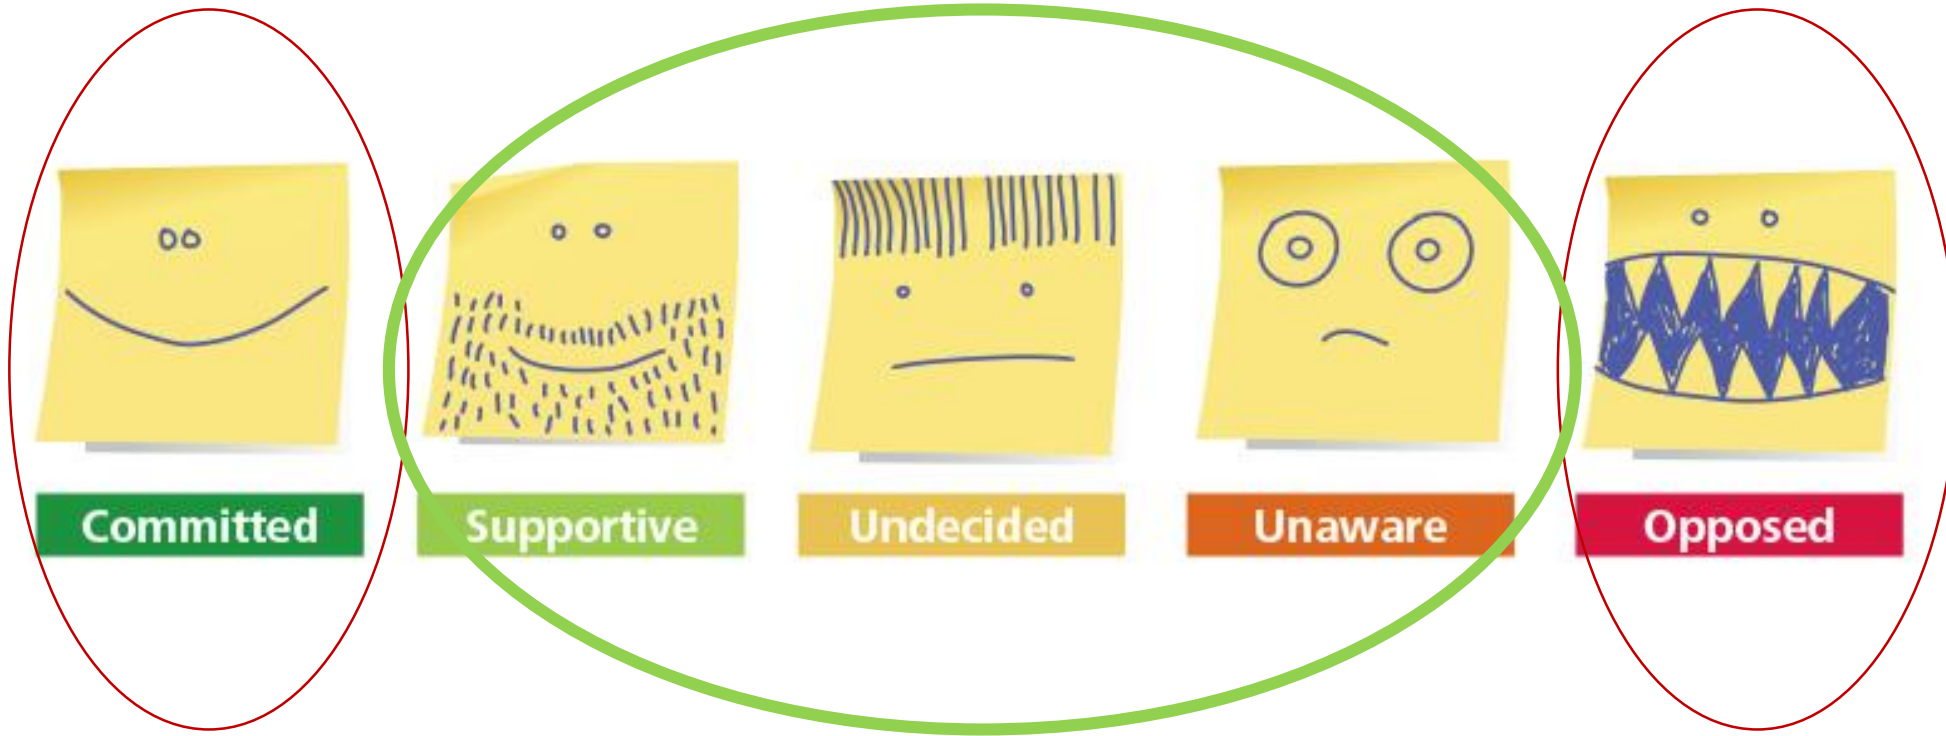 Committed
Supportive
Undecided
Unaware
Opposed